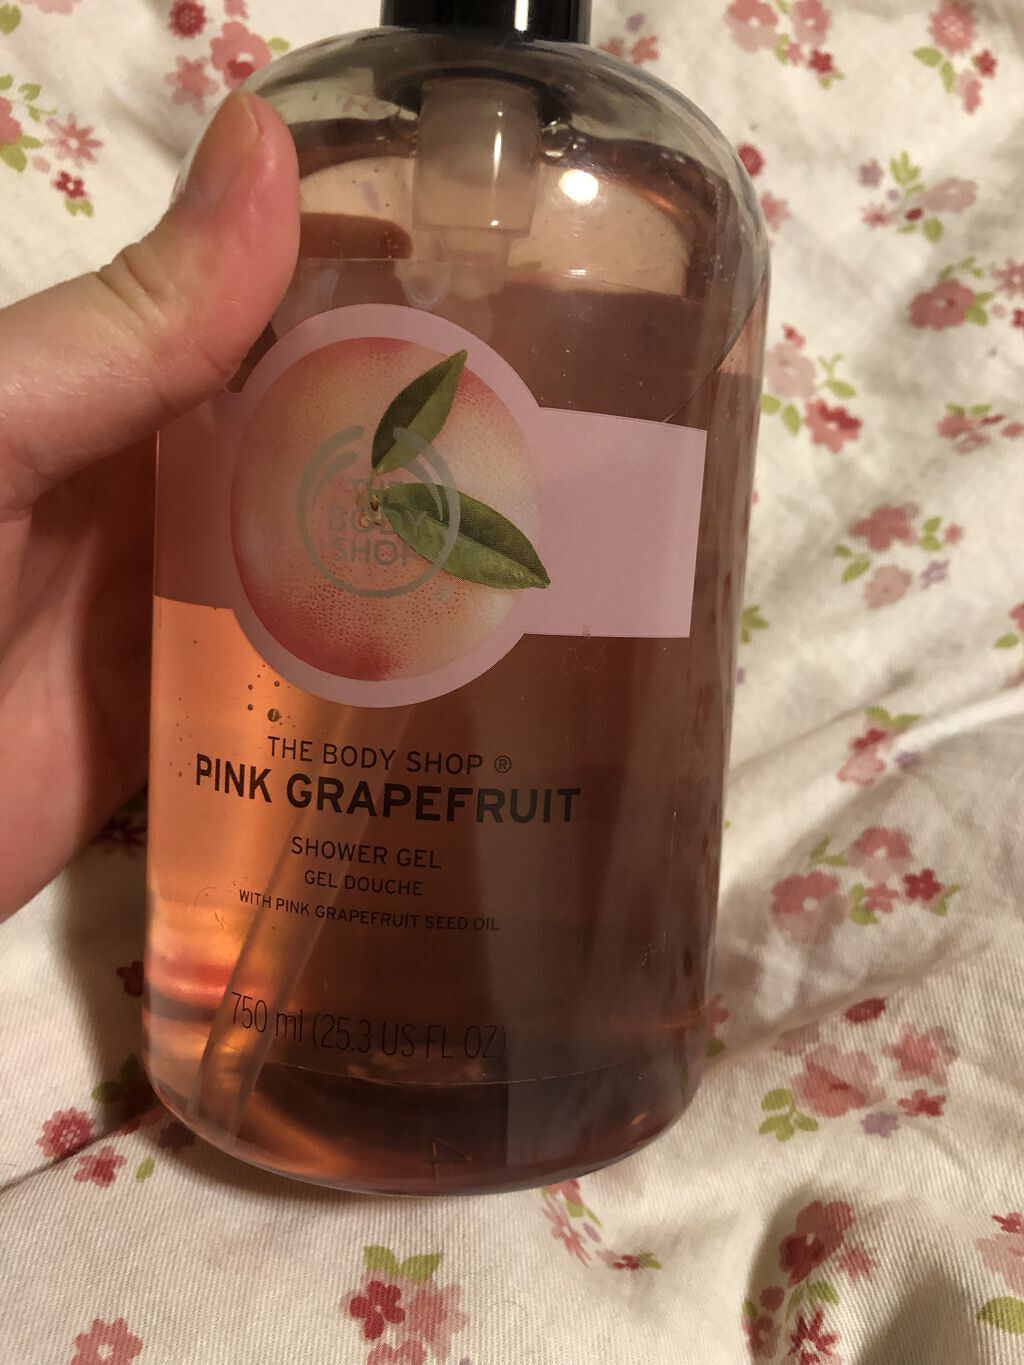 THE
BODY
SHOP
THE BODY SHOP ®
PINK GRAPEFRUIT
SHOWER GEL
GEL DOUCHE
WITH PINK GRAPEFRUIT SEED OIL
750 ml (25.3 US FL OZ)
4